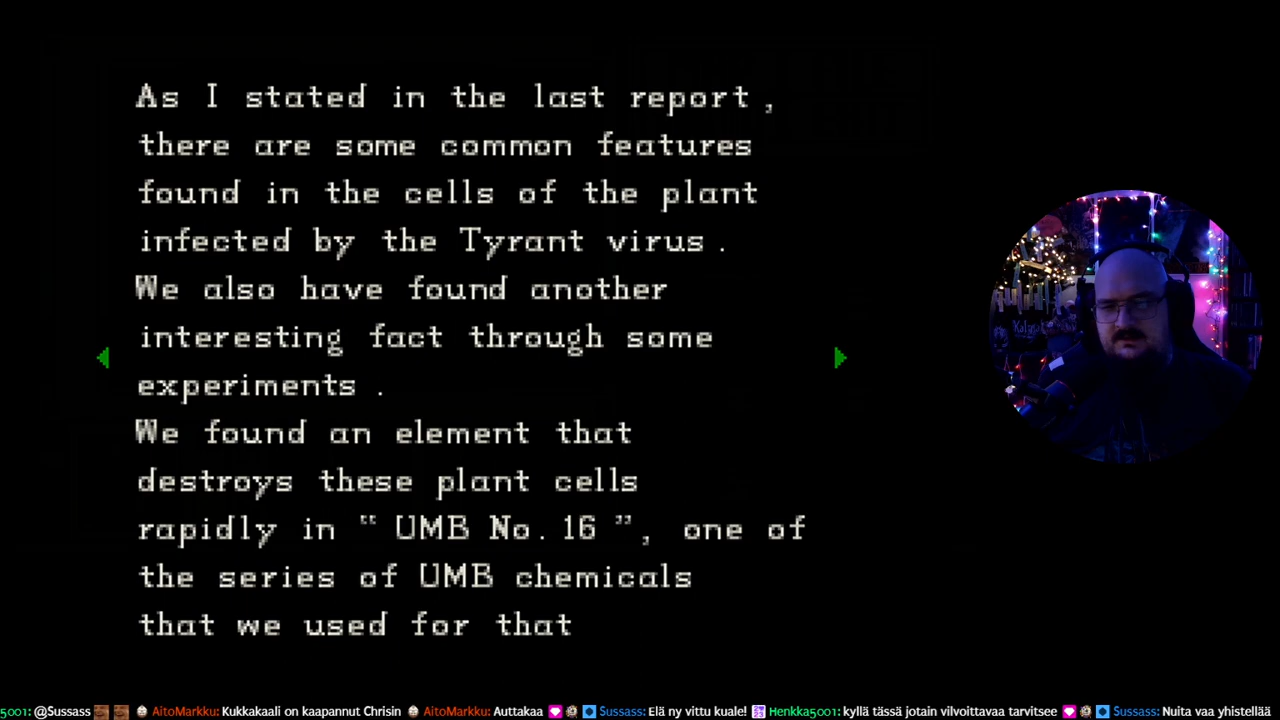 As I stated in the last report,
there are some common features
found in the cells of the plant
infected by the Tyrant virus.
We also have found another
interesting fact through some
experiments.
We found an element that
destroys these plant cells
rapidly in “ UMB No.16 ”, one of
the series of UMB chemicals
that we used for that
5001: @Sussass AitoMarkku: Kukkakaali on kaapannut Chrisin AitoMarkku: Auttakaa Sussass: Elä ny vittu kuale! Henkka5001: kyllä tässä jotain vilvoittavaa tarvitsee Sussass: Nuita vaa yhistellää